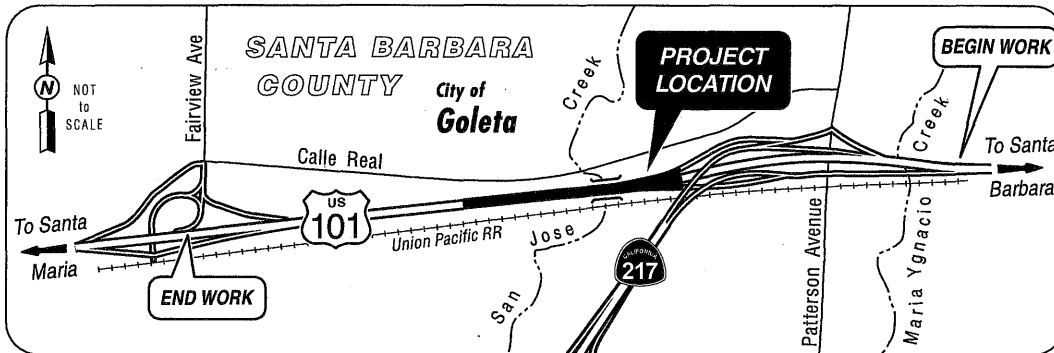 N
NOT
to
SCALE
Fairview Ave
SANTA BARBARA
COUNTY
City of
Goleta
Creek
PROJECT
LOCATION
BEGIN WORK
Calle Real
To Santa
Barbara
Creek
US
101
To Santa
Maria
Union Pacific RR
END WORK
San
Jose
CALIFORNIA
217
Patterson Avenue
Maria Ygnacio